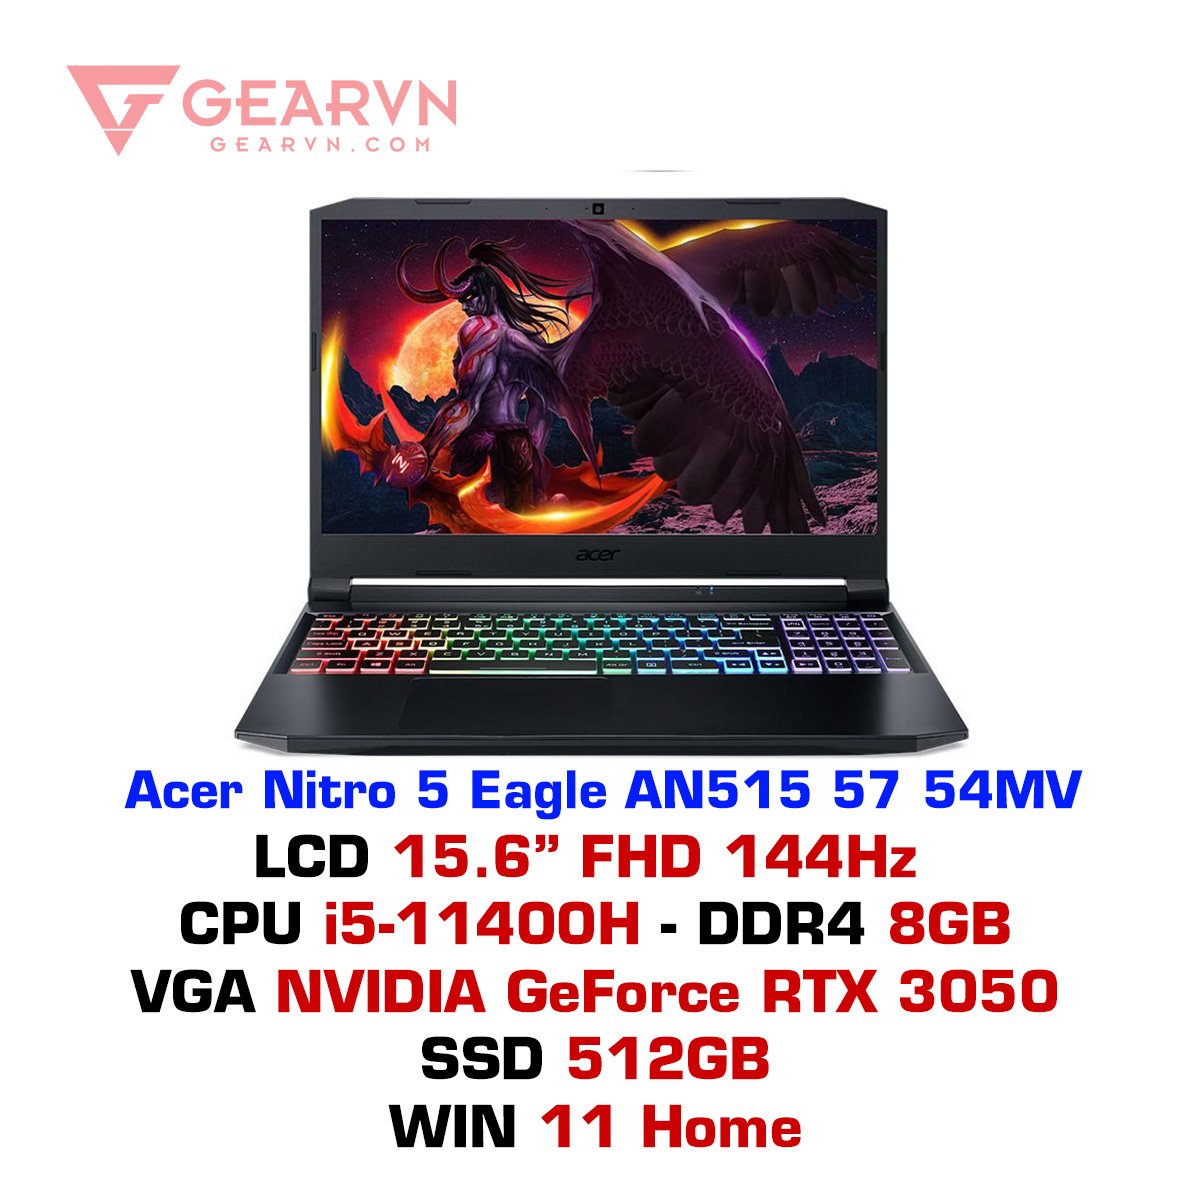 GEARVN
GEARVN.COM
acer
Acer Nitro 5 Eagle AN515 57 54MV
LCD 15.6” FHD 144Hz
CPU i5-11400H - DDR4 8GB
VGA NVIDIA GeForce RTX 3050
SSD 512GB
WIN 11 Home